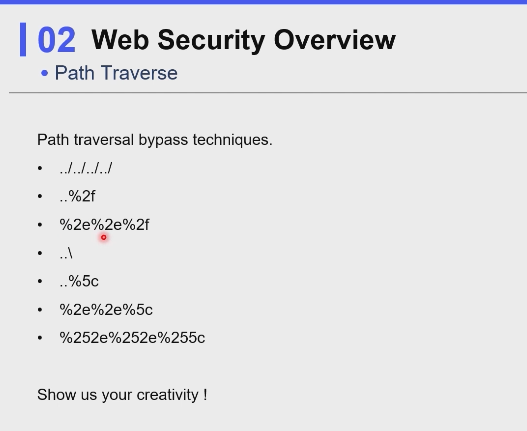 02 Web Security Overview
• Path Traverse
Path traversal bypass techniques.
• ../../../../
• ..%2f
• %2e%2e%2f
• ..\
• ..%5c
• %2e%2e%5c
• %252e%252e%255c
Show us your creativity !